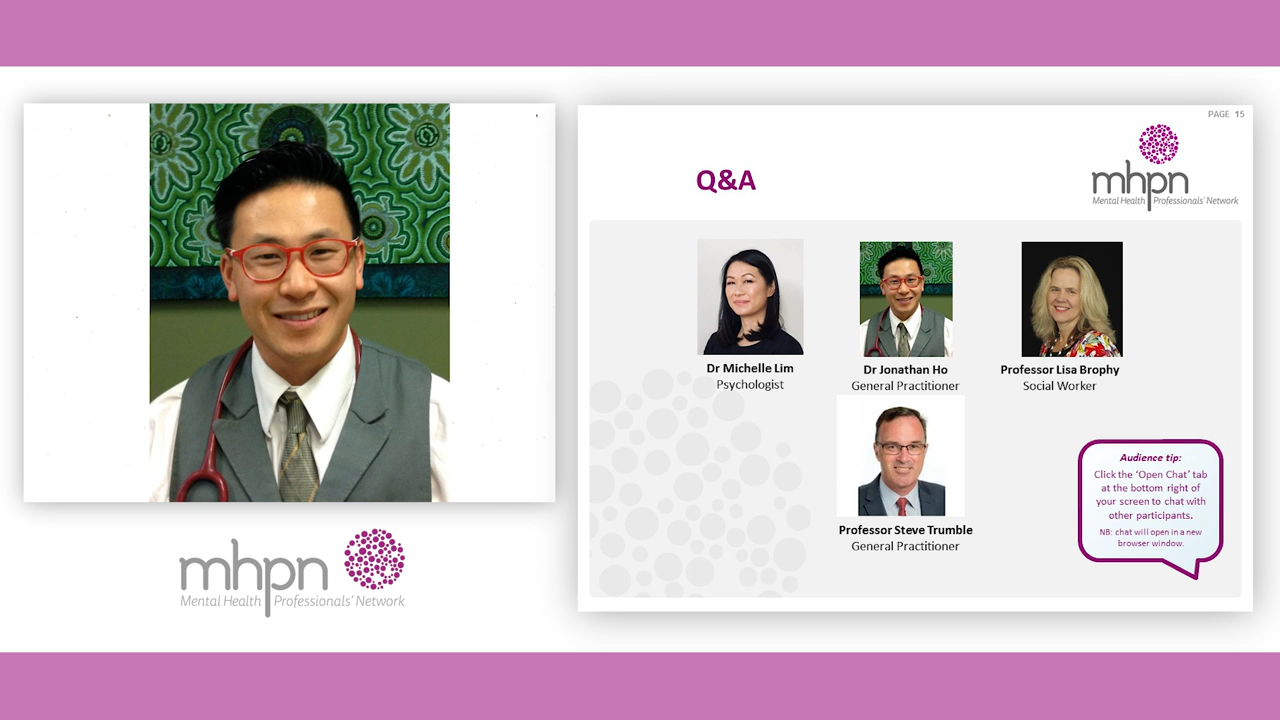 mhpn
Mental Health Professionals' Network
PAGE 15
mhpn
Mental Health Professionals' Network
Q&A
Dr Michelle Lim
Psychologist
Dr Jonathan Ho
General Practitioner
Professor Lisa Brophy
Social Worker
Professor Steve Trumble
General Practitioner
Audience tip:
Click the 'Open Chat' tab
at the bottom right of
your screen to chat with
other participants.
NB: chat will open in a new
browser window.